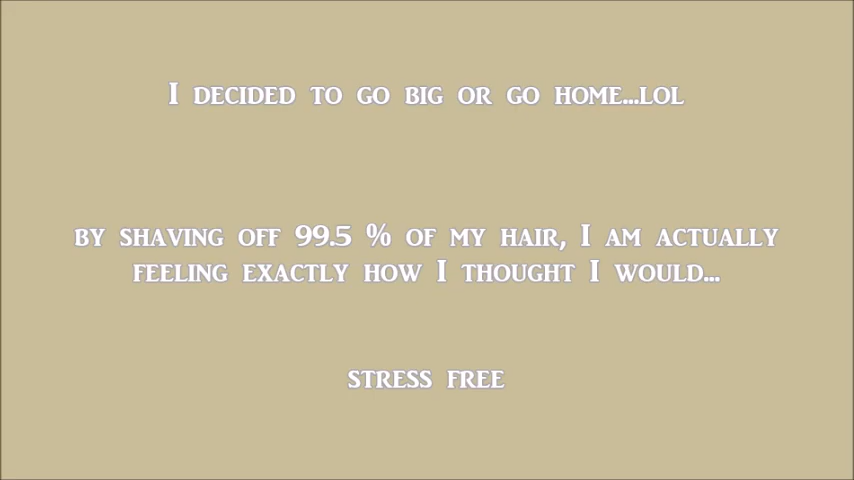 I decided to go big or go home...lol
by shaving off 99.5 % of my hair, I am actually
feeling exactly how I thought I would...
stress free